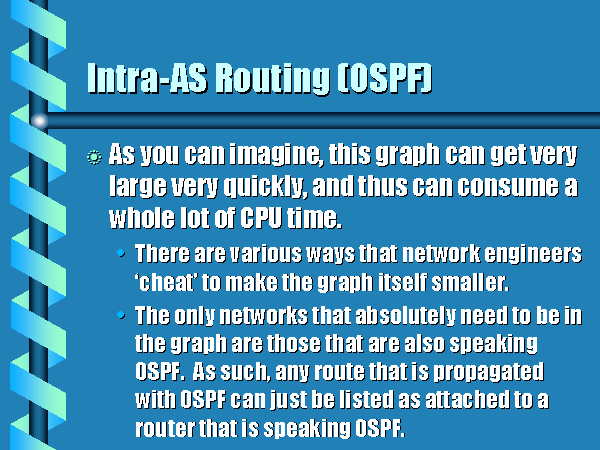 Intra-AS Routing (OSPF)
As you can imagine, this graph can get very
large very quickly, and thus can consume a
whole lot of CPU time.
• There are various ways that network engineers
‘cheat’ to make the graph itself smaller.
• The only networks that absolutely need to be in
the graph are those that are also speaking
OSPF.  As such, any route that is propagated
with OSPF can just be listed as attached to a
router that is speaking OSPF.